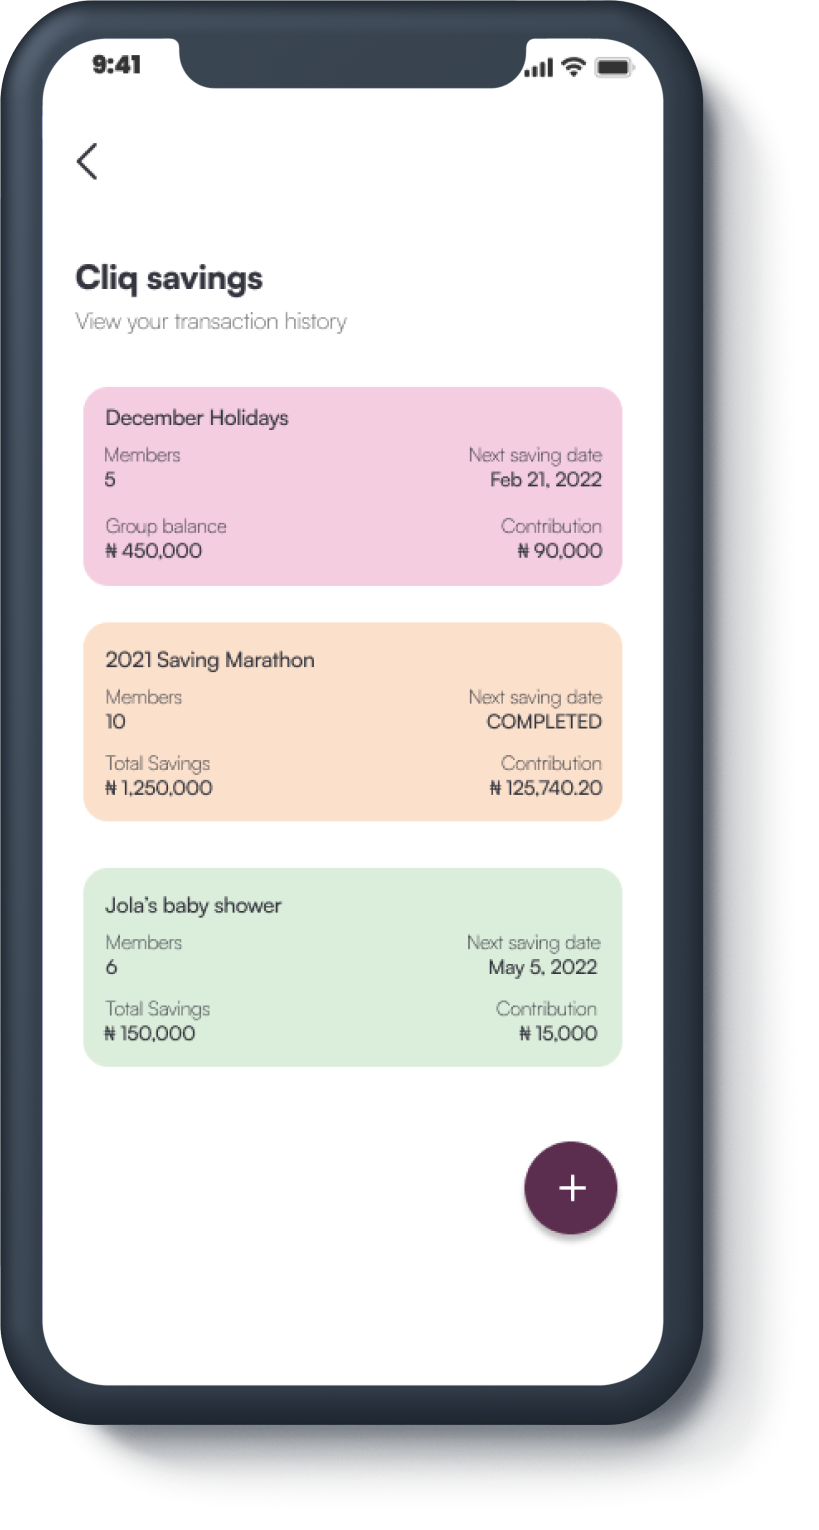 9:41
Cliq savings
View your transaction history
December Holidays
Members Next saving date
5 Feb 21, 2022
Group balance Contribution
₦ 450,000 ₦ 90,000
2021 Saving Marathon
Members Next saving date
10 COMPLETED
Total Savings Contribution
₦ 1,250,000 ₦ 125,740.20
Jola's baby shower
Members Next saving date
6 May 5, 2022
Total Savings Contribution
₦ 150,000 ₦ 15,000